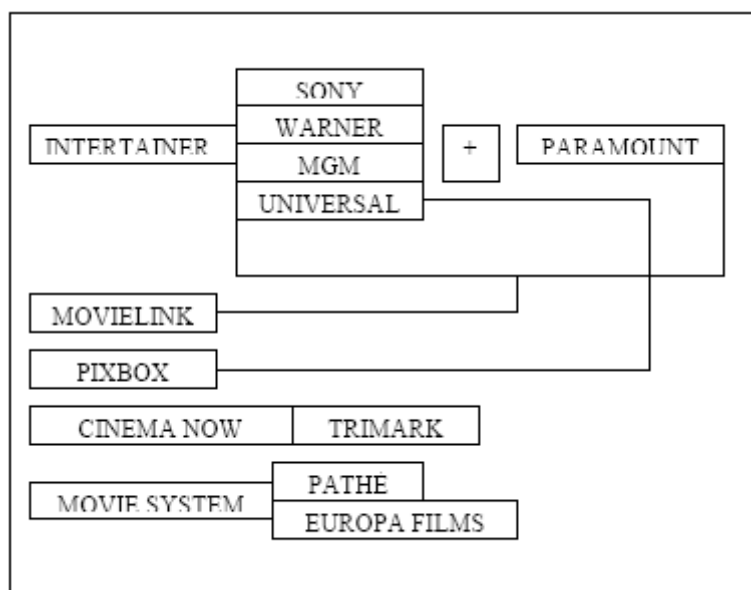 SONY
WARNER
INTERTAINER
MGM
UNIVERSAL
+
PARAMOUNT
MOVIELINK
PIXBOX
CINEMA NOW TRIMARK
PATHÉ
MOVIE SYSTEM
EUROPA FILMS